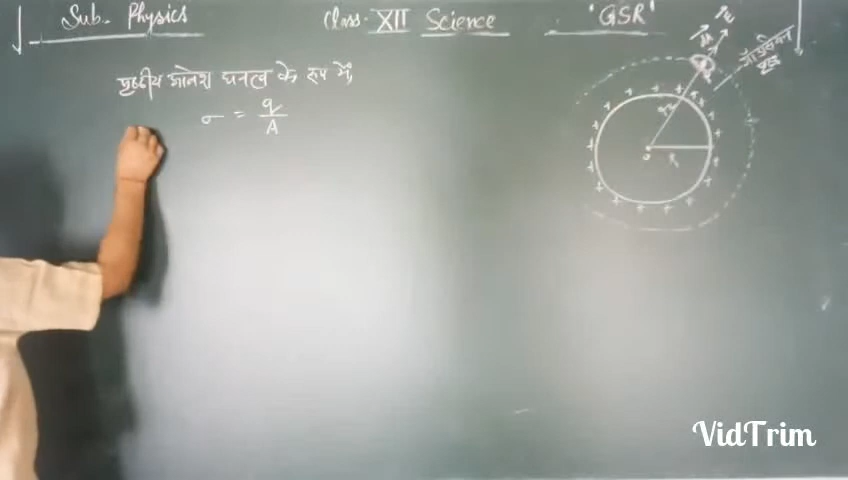 Sub. Physics
Class. XII Science
'GSR'
पृष्ठीय आवेश घनत्व के रूप में,
σ = q/A
गॉउसियन
पृष्ठ
r
R
o
VidTrim